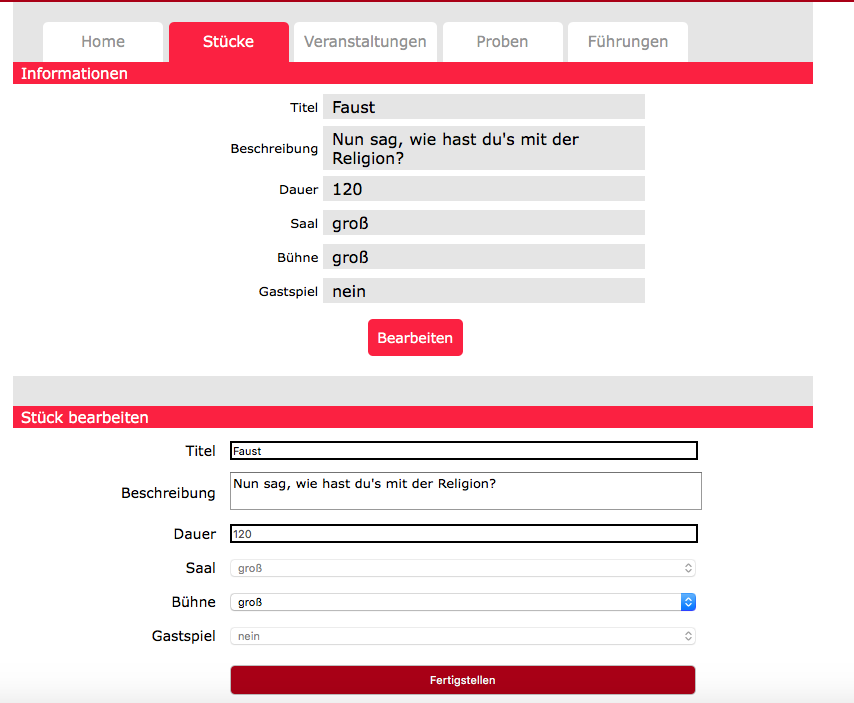 Home Stücke Veranstaltungen Proben Führungen
Informationen
Titel Faust
Beschreibung Nun sag, wie hast du's mit der
Religion?
Dauer 120
Saal groß
Bühne groß
Gastspiel nein
Bearbeiten
Stück bearbeiten
Titel Faust
Beschreibung Nun sag, wie hast du's mit der Religion?
Dauer 120
Saal groß
Bühne groß
Gastspiel nein
Fertigstellen